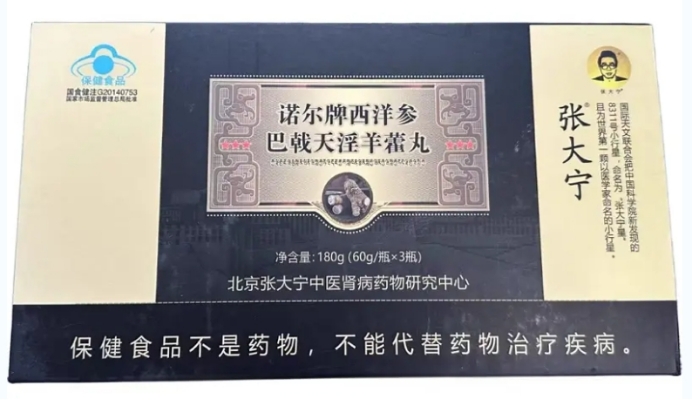 保健食品
国食健注G20140753
国家市场监督管理总局批准
诺尔牌西洋参
巴戟天淫羊藿丸
净含量: 180g (60g/瓶×3瓶)
北京张大宁中医肾病药物研究中心
张大宁®
张大宁®
国际天文联合会把中国科学院新发现的
8311号小行星,命名为“张大宁星”
且为世界第一颗以医学家命名的小行星。
保健食品不是药物，不能代替药物治疗疾病。